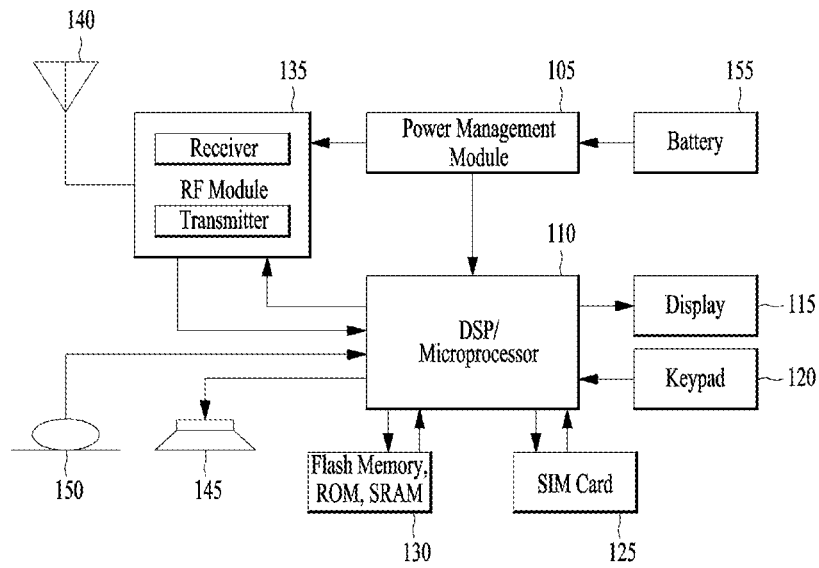 140
135
105
155
Receiver
RF Module
Transmitter
Power Management
Module
Battery
110
DSP/
Microprocessor
Display
115
Keypad
120
150
145
Flash Memory,
ROM, SRAM
130
SIM Card
125